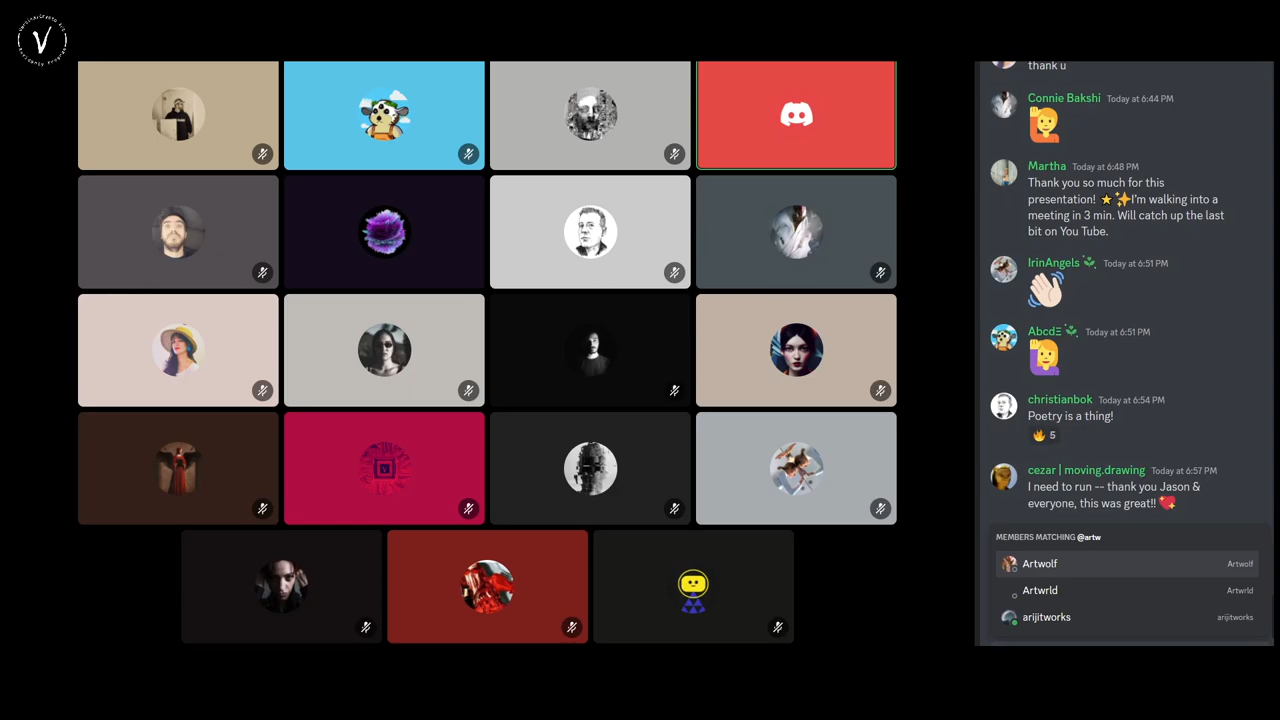 V
thank u
Connie Bakshi Today at 6:44 PM
Martha Today at 6:48 PM
Thank you so much for this
presentation! ⭐✨I'm walking into a
meeting in 3 min. Will catch up the last
bit on You Tube.
IrinAngels Today at 6:51 PM
AbcdΞ Today at 6:51 PM
christianbok Today at 6:54 PM
Poetry is a thing!
🔥 5
cezar | moving.drawing Today at 6:57 PM
I need to run -- thank you Jason &
everyone, this was great!! 💖
MEMBERS MATCHING @artw
Artwolf Artwolf
Artwrld Artwrld
arijitworks arijitworks